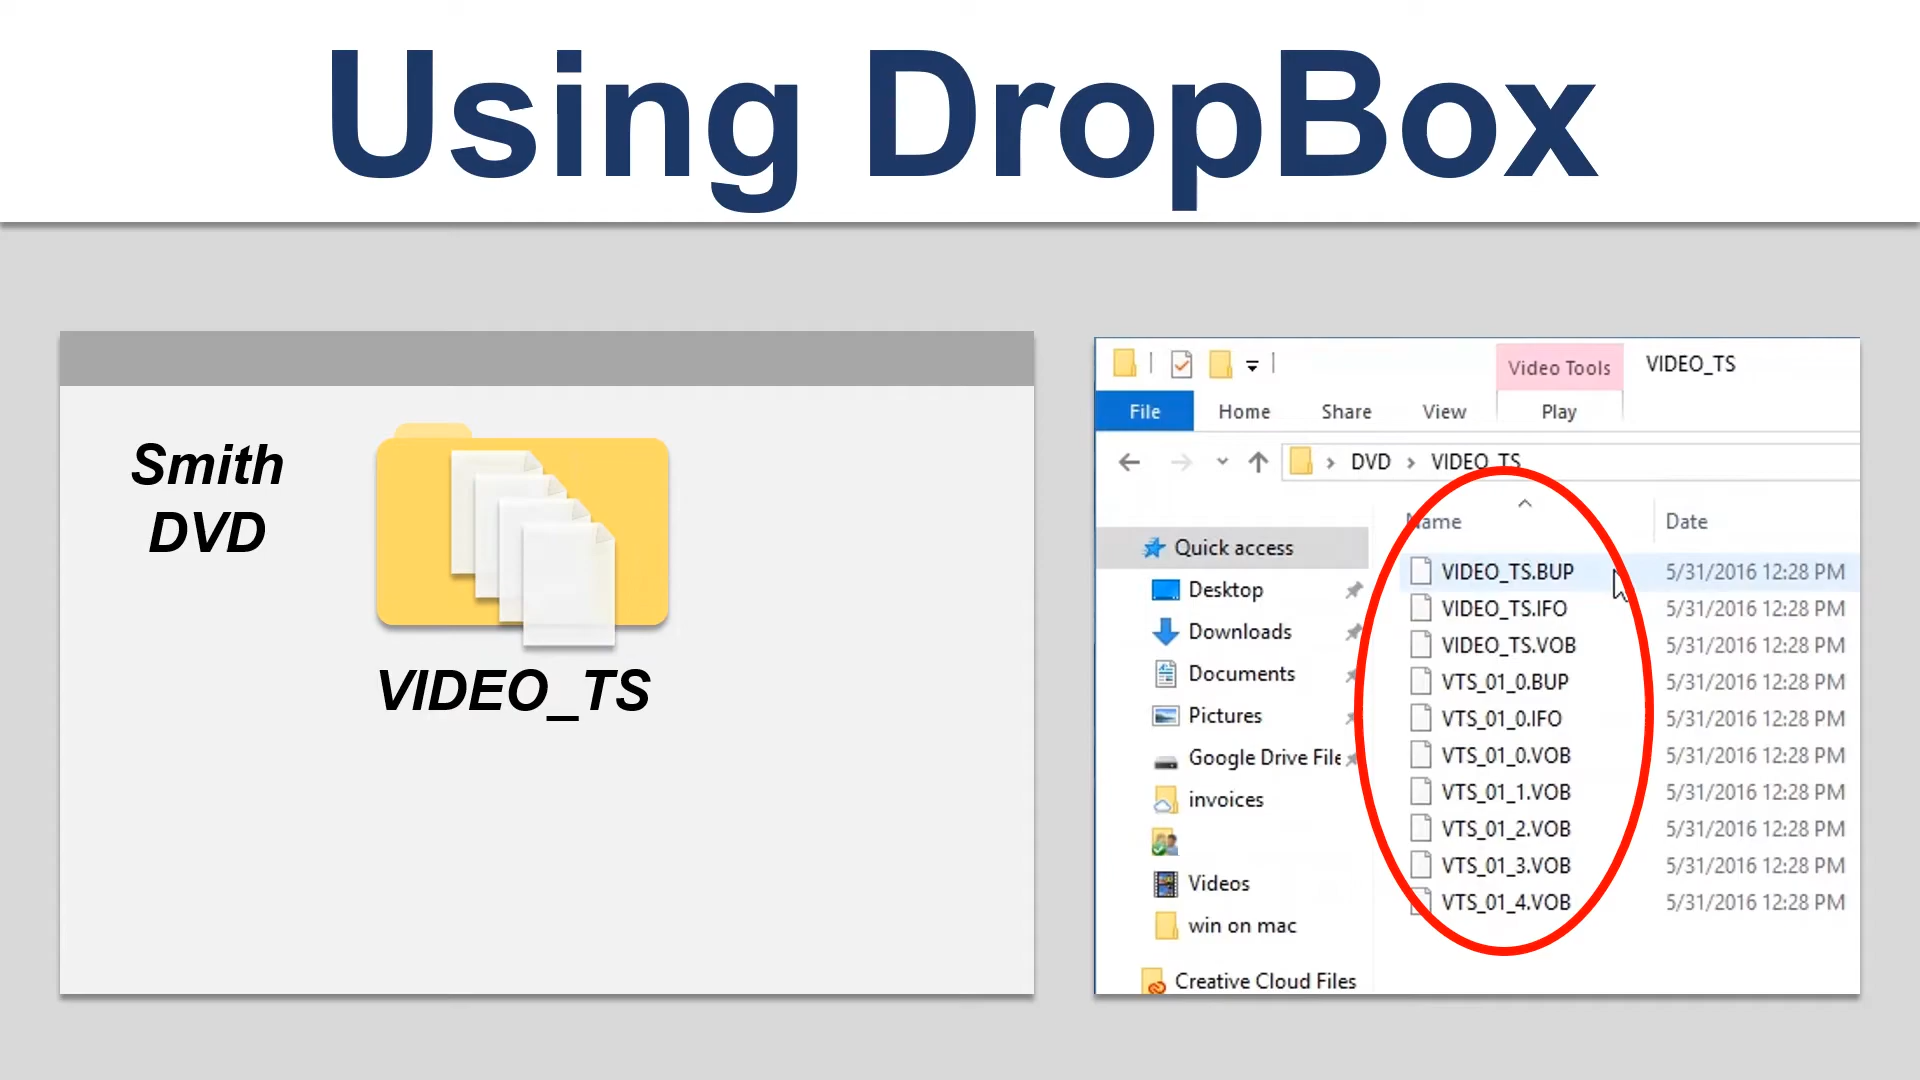 Using DropBox
Smith
DVD
VIDEO_TS
Video Tools
VIDEO_TS
File
Home
Share
View
Play
DVD
VIDEO_TS
Name
Date
Quick access
Desktop
Downloads
Documents
Pictures
Google Drive File
invoices
Videos
win on mac
Creative Cloud Files
VIDEO_TS.BUP 5/31/2016 12:28 PM
VIDEO_TS.IFO 5/31/2016 12:28 PM
VIDEO_TS.VOB 5/31/2016 12:28 PM
VTS_01_0.BUP 5/31/2016 12:28 PM
VTS_01_0.IFO 5/31/2016 12:28 PM
VTS_01_0.VOB 5/31/2016 12:28 PM
VTS_01_1.VOB 5/31/2016 12:28 PM
VTS_01_2.VOB 5/31/2016 12:28 PM
VTS_01_3.VOB 5/31/2016 12:28 PM
VTS_01_4.VOB 5/31/2016 12:28 PM